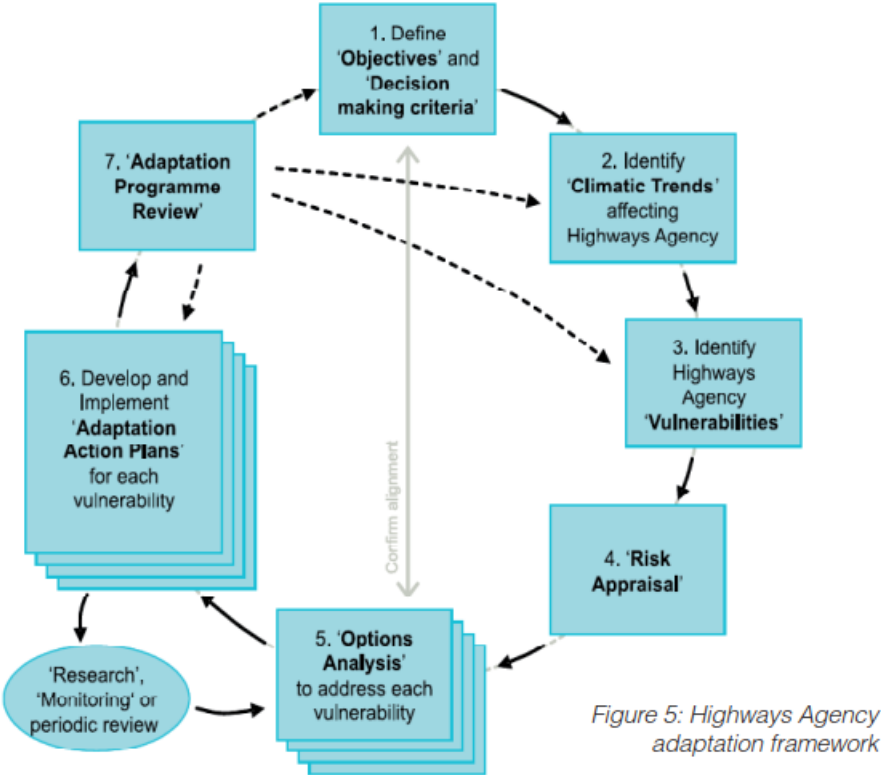 1. Define
'Objectives' and
'Decision
making criteria'
2. Identify
'Climatic Trends'
affecting
Highways Agency
3. Identify
Highways
Agency
'Vulnerabilities'
4. 'Risk
Appraisal'
5. 'Options
Analysis'
to address each
vulnerability
6. Develop and
Implement
'Adaptation
Action Plans'
for each
vulnerability
7. 'Adaptation
Programme
Review'
'Research',
'Monitoring' or
periodic review
Confirm alignment
Figure 5: Highways Agency
adaptation framework